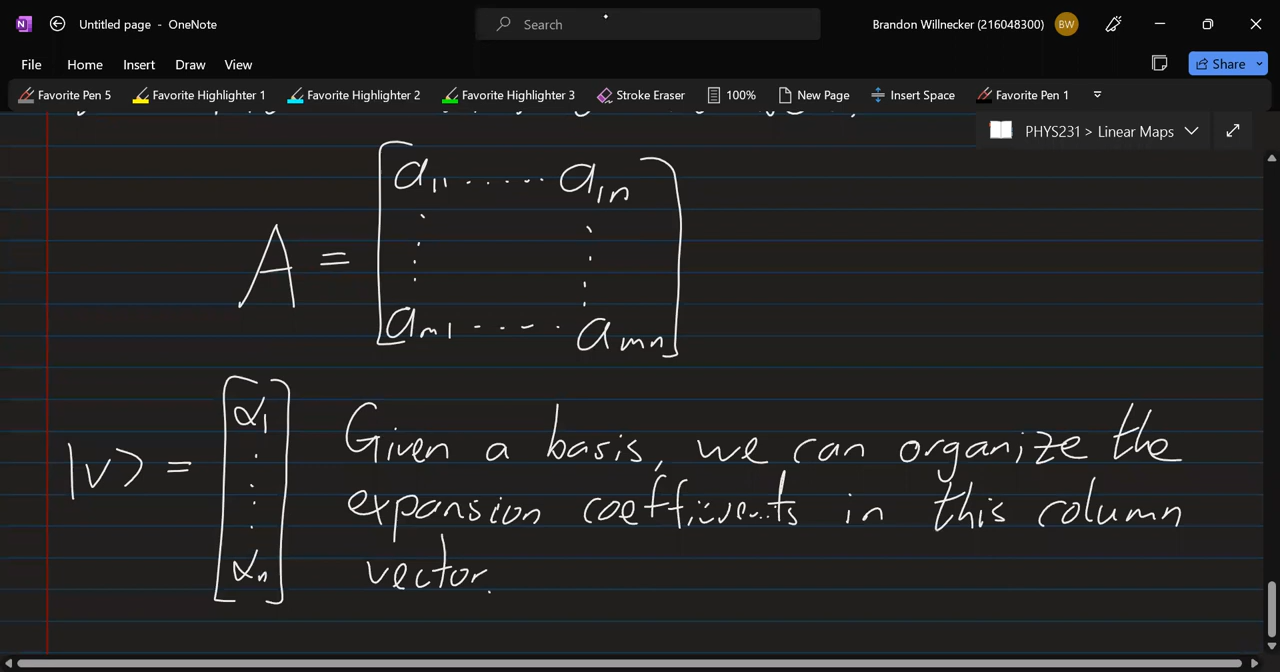 Untitled page - OneNote
Search
Brandon Willnecker (216048300)
BW
File Home Insert Draw View
Share
Favorite Pen 5 Favorite Highlighter 1 Favorite Highlighter 2 Favorite Highlighter 3 Stroke Eraser 100% New Page Insert Space Favorite Pen 1
PHYS231 > Linear Maps
a₁₁ ..... a₁ₙ
A =
aₘ₁ ..... aₘₙ
|v⟩ = [α₁ ... αₙ]
Given a basis, we can organize the
expansion coefficients in this column
vector.